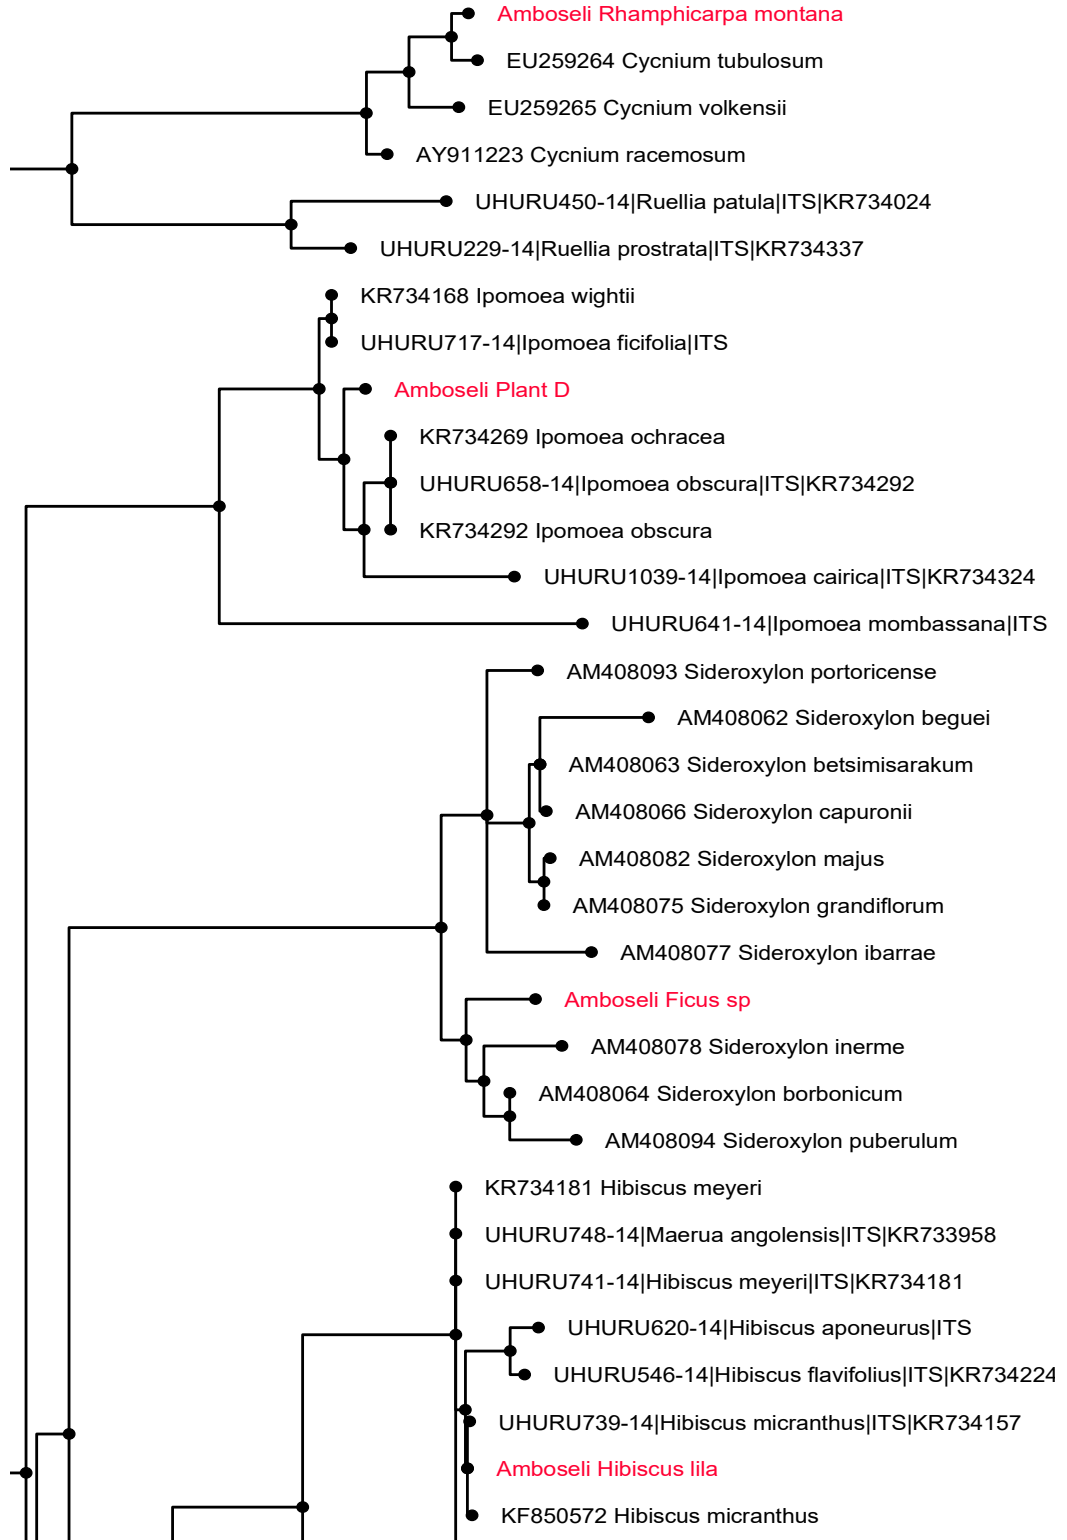 Amboseli Rhamphicarpa montana
EU259264 Cycnium tubulosum
EU259265 Cycnium volkensii
AY911223 Cycnium racemosum
UHURU450-14|Ruellia patula|ITS|KR734024
UHURU229-14|Ruellia prostrata|ITS|KR734337
KR734168 Ipomoea wightii
UHURU717-14|Ipomoea ficifolia|ITS
Amboseli Plant D
KR734269 Ipomoea ochracea
UHURU658-14|Ipomoea obscura|ITS|KR734292
KR734292 Ipomoea obscura
UHURU1039-14|Ipomoea cairica|ITS|KR734324
UHURU641-14|Ipomoea mombassana|ITS
AM408093 Sideroxylon portoricense
AM408062 Sideroxylon beguei
AM408063 Sideroxylon betsimisarakum
AM408066 Sideroxylon capuronii
AM408082 Sideroxylon majus
AM408075 Sideroxylon grandiflorum
AM408077 Sideroxylon ibarrae
Amboseli Ficus sp
AM408078 Sideroxylon inerme
AM408064 Sideroxylon borbonicum
AM408094 Sideroxylon puberulum
KR734181 Hibiscus meyeri
UHURU748-14|Maerua angolensis|ITS|KR733958
UHURU741-14|Hibiscus meyeri|ITS|KR734181
UHURU620-14|Hibiscus aponeurus|ITS
UHURU546-14|Hibiscus flavifolius|ITS|KR734224
UHURU739-14|Hibiscus micranthus|ITS|KR734157
Amboseli Hibiscus lila
KF850572 Hibiscus micranthus